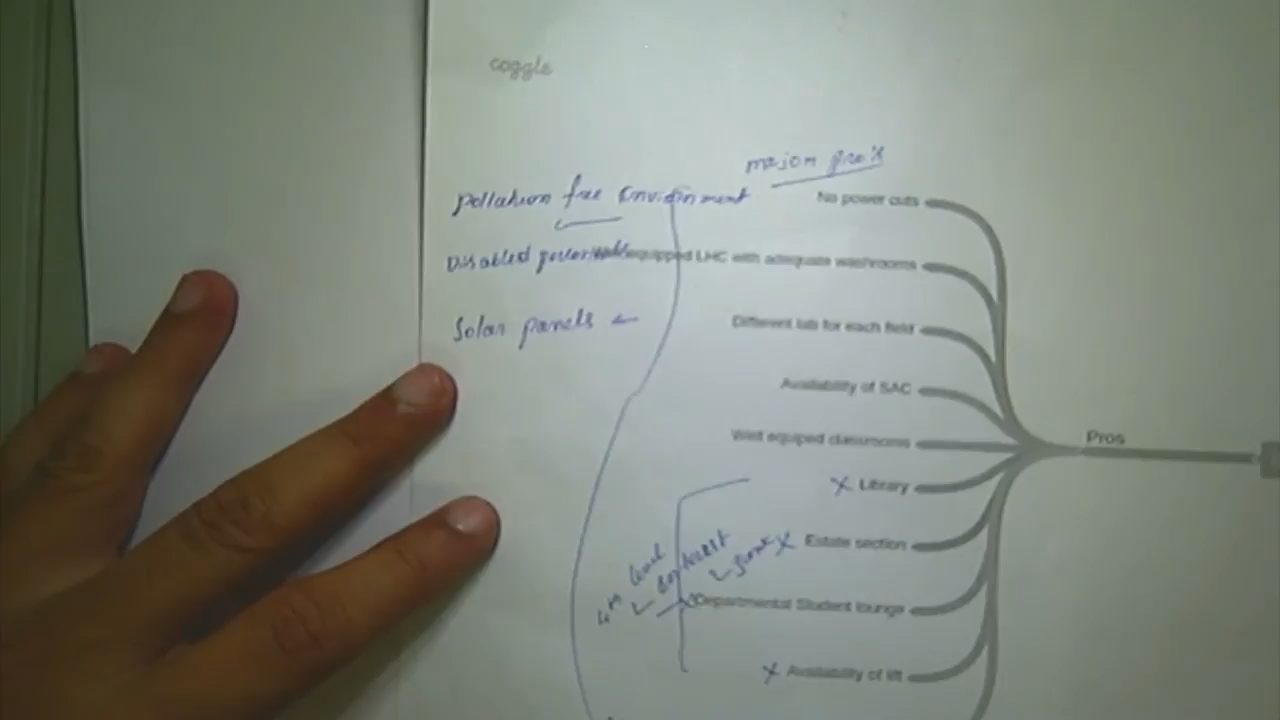 coggle
major pro's
Pollution free Environment
No power cuts
Disabled
equipped LHC with adequate washrooms
Solar panels
Different lab for each field
Availability of SAC
Well equiped classrooms
Pros
x Library
x Estate section
Departmental Student lounge
x Availability of lift
4th level